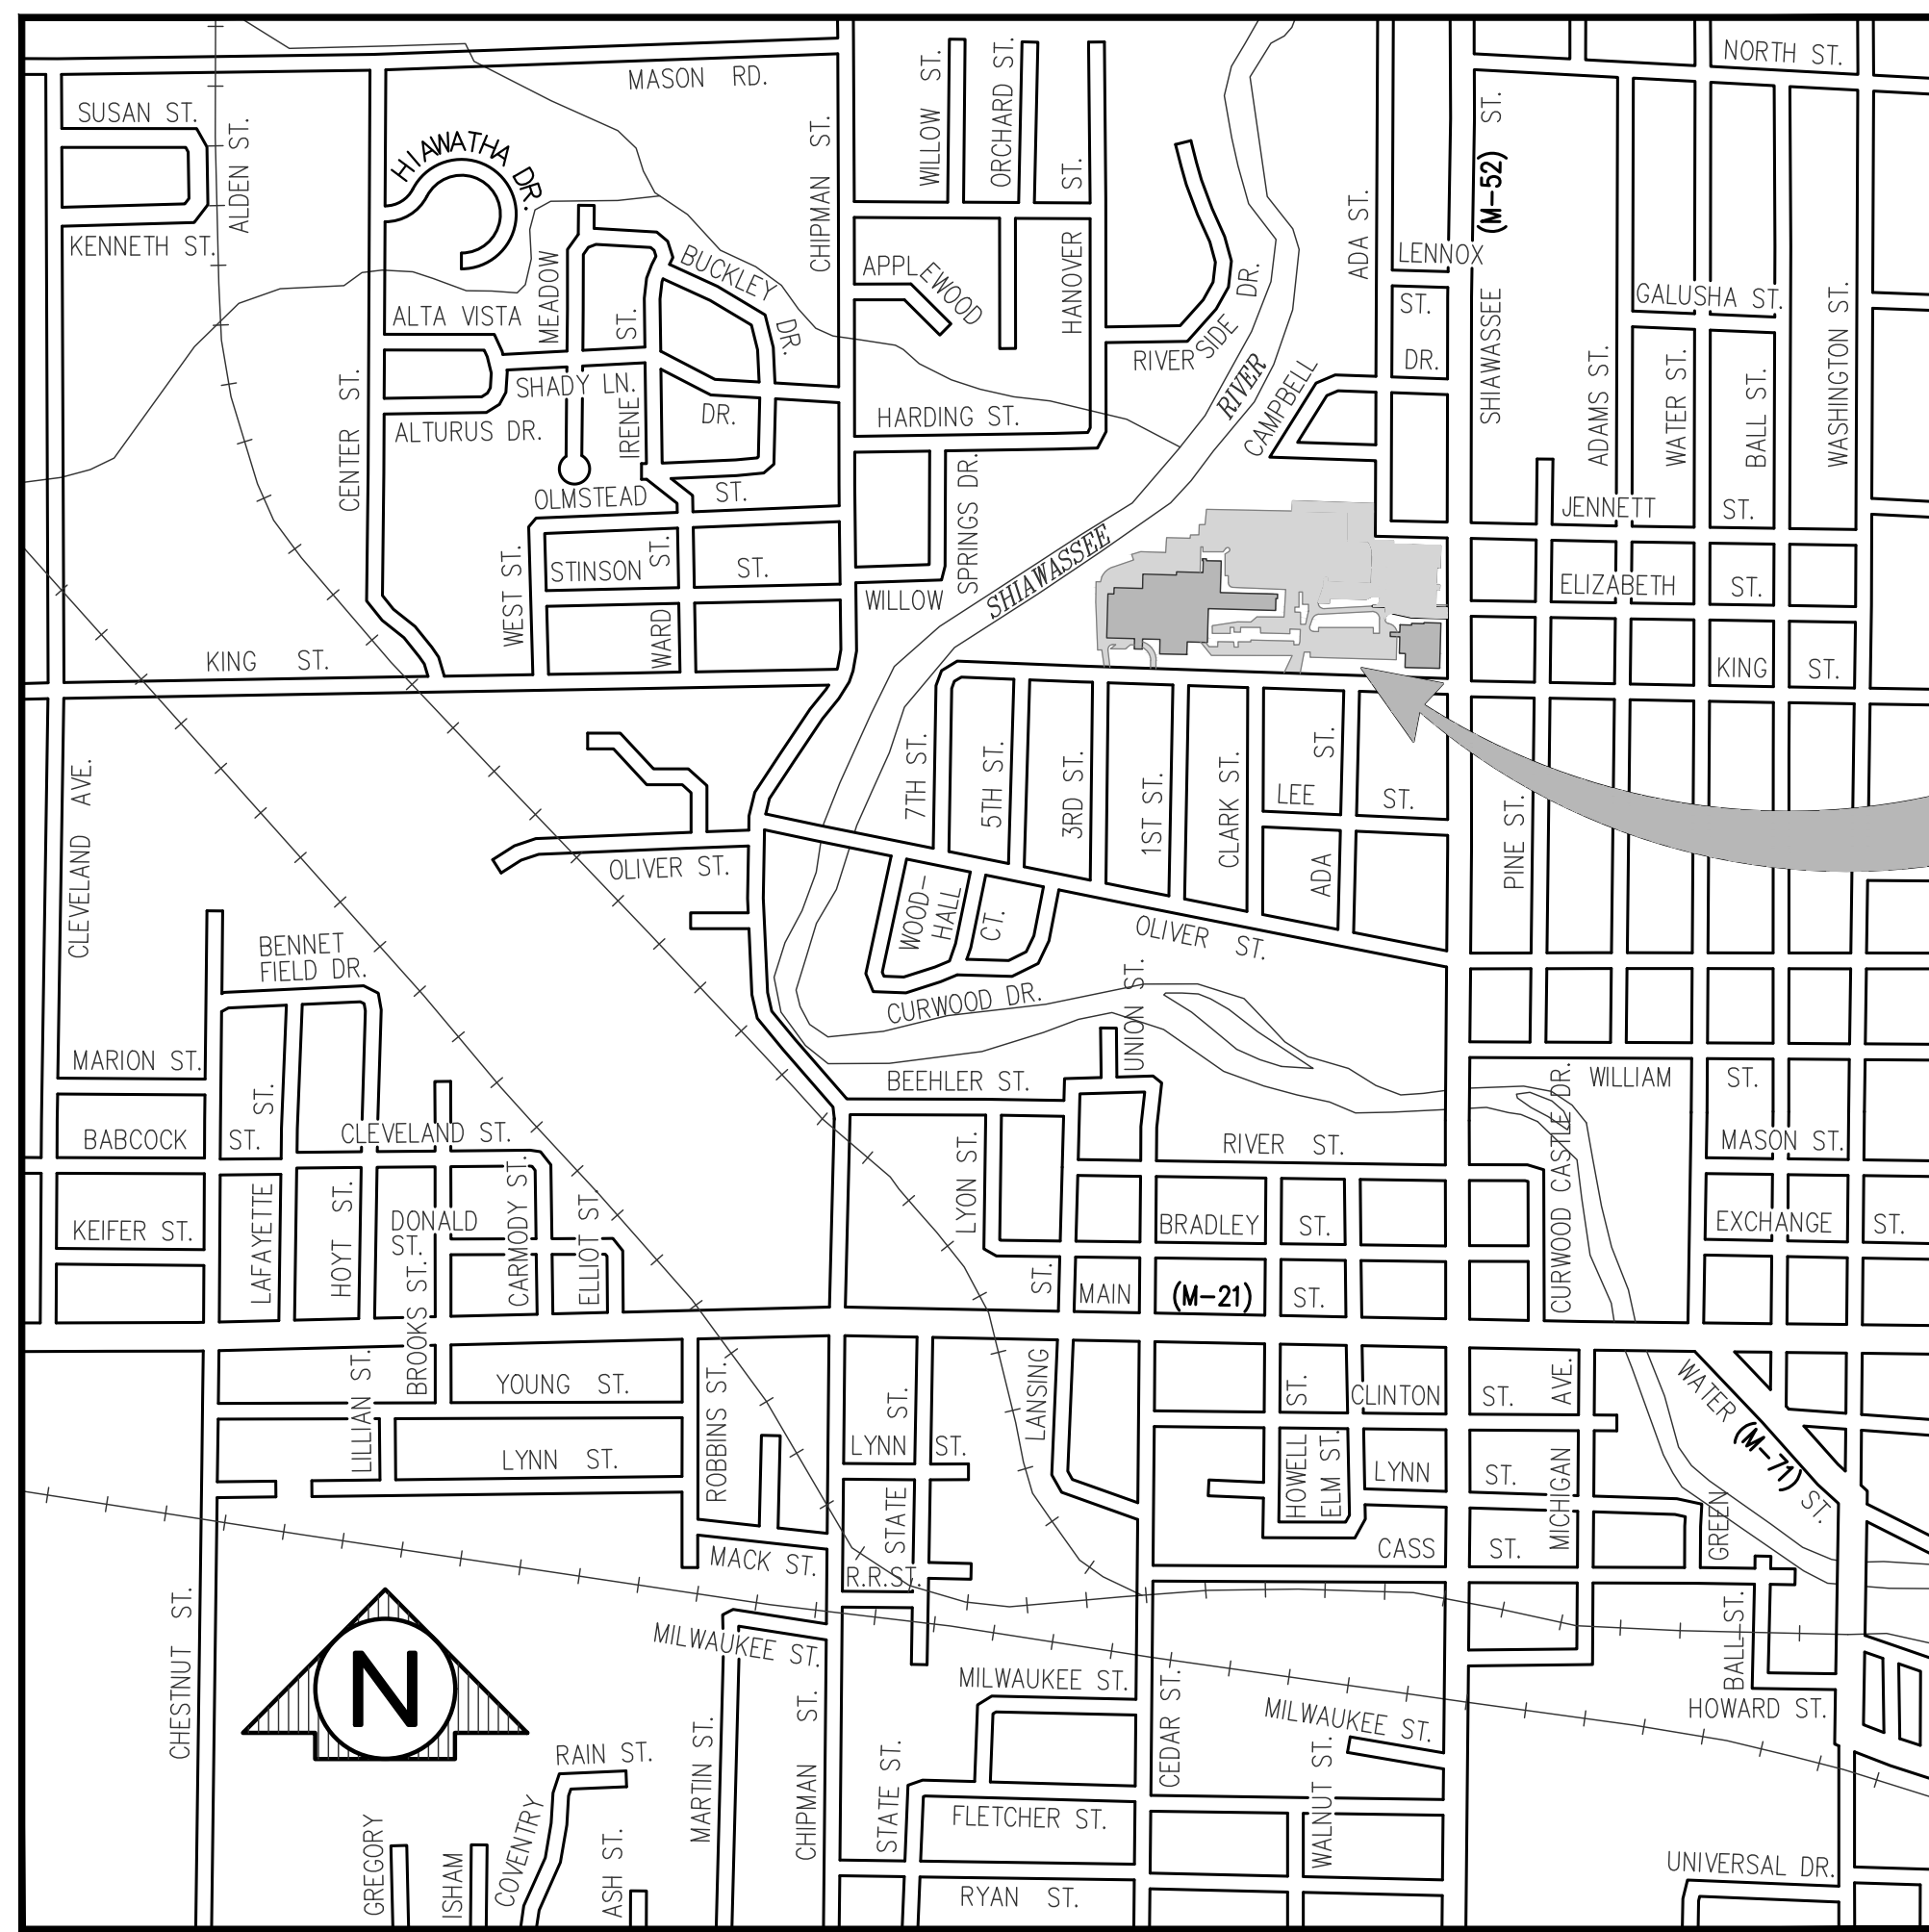 NORTH ST.
MASON RD.
SUSAN ST.
ALDEN ST.
HIAWATHA DR.
KENNETH ST.
CHIPMAN ST.
WILLOW ST.
ORCHARD ST.
HANOVER ST.
ADA ST.
SHIAWASSEE (M-52) ST.
LENNOX
ST.
DR.
GALUSHA ST.
WASHINGTON ST.
ADAMS ST.
WATER ST.
BALL ST.
MEADOW
BUCKLEY
DR.
APPLEWOOD
RIVERSIDE DR.
ALTA VISTA
IRENE ST.
SHADY LN.
DR.
ALTURUS DR.
CENTER ST.
HARDING ST.
SHIAWASSEE RIVER
CAMPBELL
OLMSTEAD ST.
SPRINGS DR.
WILLOW
JENNETT ST.
WEST ST.
STINSON ST.
WARD ST.
ELIZABETH ST.
KING ST.
KING ST.
CLEVELAND AVE.
7TH ST.
5TH ST.
3RD ST.
1ST ST.
CLARK ST.
LEE ST.
ADA ST.
PINE ST.
OLIVER ST.
WOOD-
HALL
CT.
OLIVER ST.
BENNET
FIELD DR.
CURWOOD DR.
UNION ST.
MARION ST.
BEEHLER ST.
WILLIAM ST.
CURWOOD CASTLE DR.
BABCOCK ST.
CLEVELAND ST.
RIVER ST.
MASON ST.
LAFAYETTE ST.
HOYT ST.
KEIFER ST.
DONALD
ST.
BROOKS ST.
CARMODY ST.
ELLIOT ST.
LYON ST.
BRADLEY ST.
EXCHANGE ST.
MAIN (M-21) ST.
LILLIAN ST.
YOUNG ST.
LYNN ST.
ROBBINS ST.
LYNN ST.
STATE ST.
LANSING ST.
HOWELL ST.
ELM ST.
CLINTON ST.
LYNN ST.
CASS ST.
MICHIGAN AVE.
WATER (M-71) ST.
GREEN
MACK ST.
R.R.ST.
CHESTNUT ST.
N
MILWAUKEE ST.
MILWAUKEE ST.
MILWAUKEE ST.
CEDAR ST.
BALL ST.
HOWARD ST.
RAIN ST.
MARTIN ST.
CHIPMAN ST.
STATE ST.
FLETCHER ST.
WALNUT ST.
UNIVERSAL DR.
GREGORY
ISHAM
COVENTRY
ASH ST.
RYAN ST.